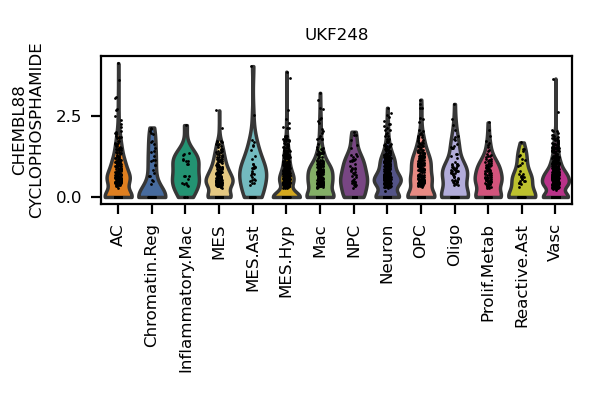 UKF248
CHEMBL88
CYCLOPHOSPHAMIDE
2.5
0.0
AC
Chromatin.Reg
Inflammatory.Mac
MES
MES.Ast
MES.Hyp
Mac
NPC
Neuron
OPC
Oligo
Prolif.Metab
Reactive.Ast
Vasc